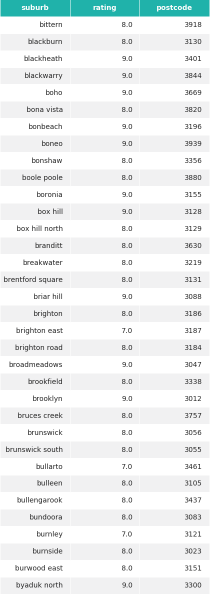 suburb rating postcode
bittern 8.0 3918
blackburn 8.0 3130
blackheath 9.0 3401
blackwarry 9.0 3844
boho 9.0 3669
bona vista 8.0 3820
bonbeach 9.0 3196
boneo 9.0 3939
bonshaw 8.0 3356
boole poole 8.0 3880
boronia 9.0 3155
box hill 9.0 3128
box hill north 8.0 3129
branditt 8.0 3630
breakwater 8.0 3219
brentford square 8.0 3131
briar hill 9.0 3088
brighton 8.0 3186
brighton east 7.0 3187
brighton road 8.0 3184
broadmeadows 9.0 3047
brookfield 8.0 3338
brooklyn 9.0 3012
bruces creek 8.0 3757
brunswick 8.0 3056
brunswick south 8.0 3055
bullarto 7.0 3461
bulleen 8.0 3105
bullengarook 8.0 3437
bundoora 8.0 3083
burnley 7.0 3121
burnside 8.0 3023
burwood east 8.0 3151
byaduk north 9.0 3300